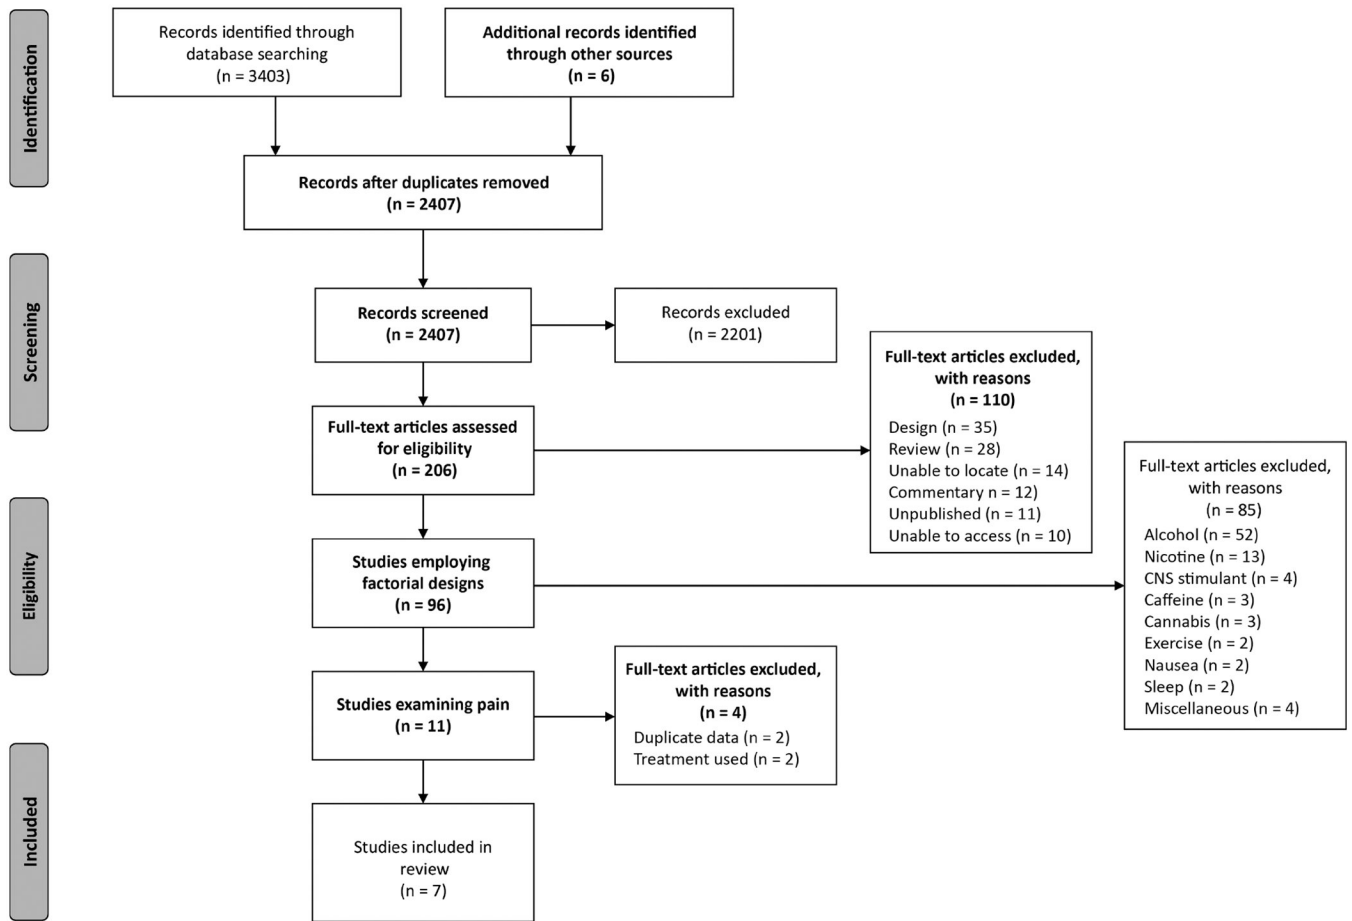 Identification
Records identified through
database searching
(n = 3403)
Additional records identified
through other sources
(n = 6)
Records after duplicates removed
(n = 2407)
Screening
Records screened
(n = 2407)
Records excluded
(n = 2201)
Full-text articles assessed
for eligibility
(n = 206)
Full-text articles excluded,
with reasons
(n = 110)
Design (n = 35)
Review (n = 28)
Unable to locate (n = 14)
Commentary n = 12)
Unpublished (n = 11)
Unable to access (n = 10)
Eligibility
Studies employing
factorial designs
(n = 96)
Full-text articles excluded,
with reasons
(n = 85)
Alcohol (n = 52)
Nicotine (n = 13)
CNS stimulant (n = 4)
Caffeine (n = 3)
Cannabis (n = 3)
Exercise (n = 2)
Nausea (n = 2)
Sleep (n = 2)
Miscellaneous (n = 4)
Studies examining pain
(n = 11)
Full-text articles excluded,
with reasons
(n = 4)
Duplicate data (n = 2)
Treatment used (n = 2)
Included
Studies included in
review
(n = 7)